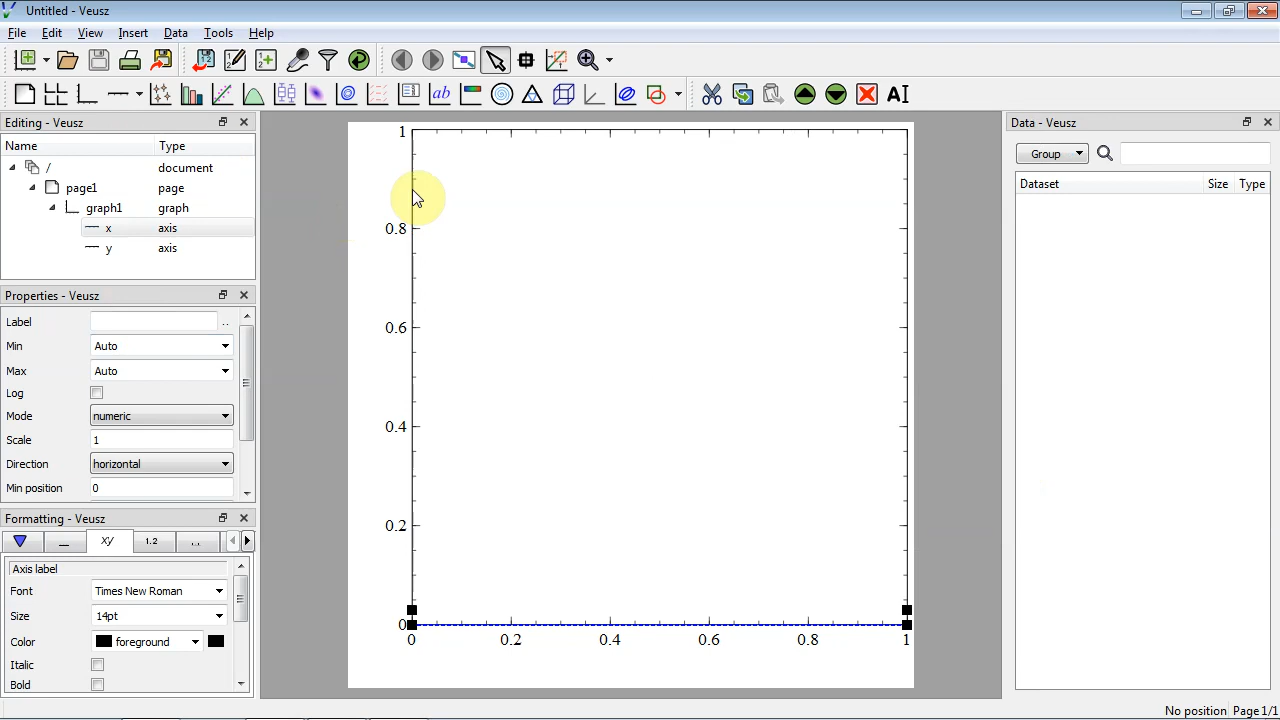 Untitled - Veusz
File Edit View Insert Data Tools Help
ab
AI
Editing - Veusz
Name Type
/ document
page1 page
graph1 graph
x axis
y axis
Properties - Veusz
Label ..
Min Auto
Max Auto
Log
Mode numeric
Scale 1
Direction horizontal
Min position 0
Formatting - Veusz
xy 1.2
Axis label
Font Times New Roman
Size 14pt
Color foreground
Italic
Bold
1
0.8
0.6
0.4
0.2
0
0 0.2 0.4 0.6 0.8 1
Data - Veusz
Group
Dataset Size Type
No position Page1/1